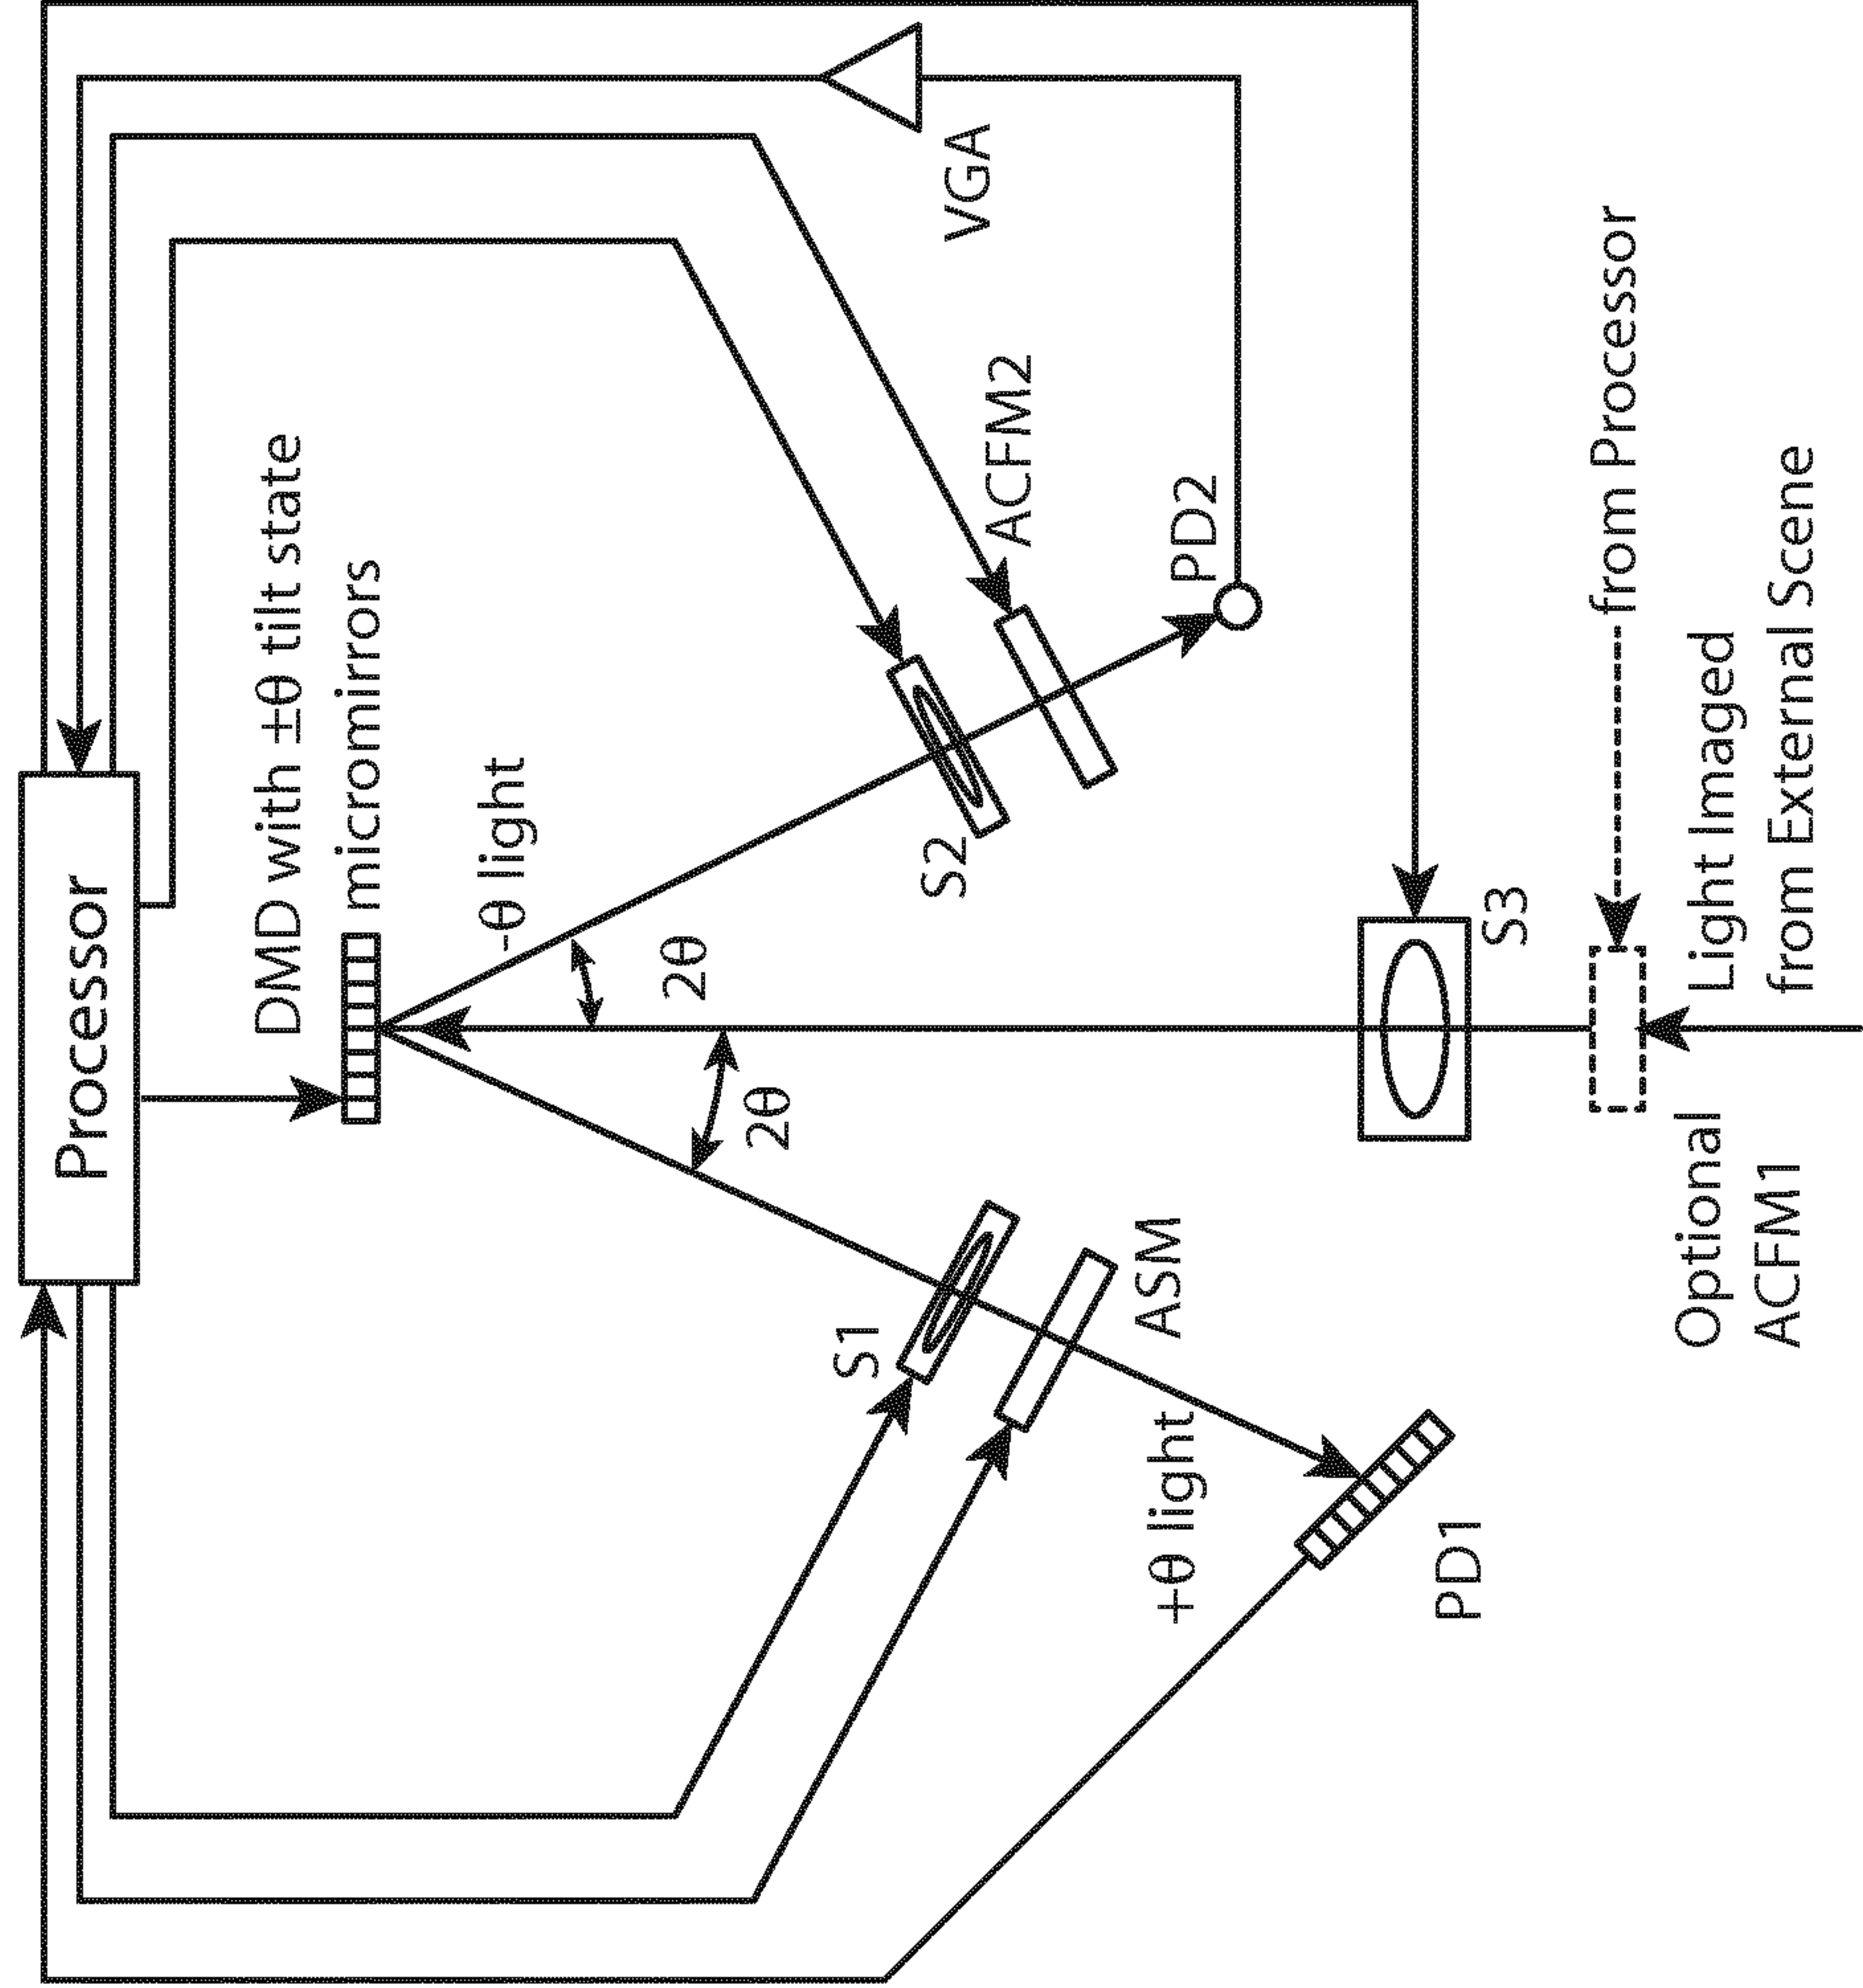 Processor
DMD with ±θ tilt state
micromirrors
-θ light
2θ
2θ
S1
S2
ASM
ACFM2
VGA
+θ light
PD1
PD2
S3
from Processor
Optional
ACFM1
Light Imaged
from External Scene